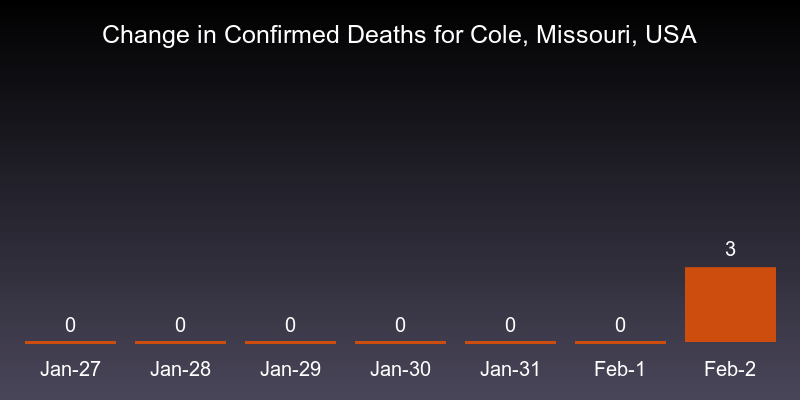 Change in Confirmed Deaths for Cole, Missouri, USA
3
0 0 0 0 0 0
Jan-27 Jan-28 Jan-29 Jan-30 Jan-31 Feb-1 Feb-2